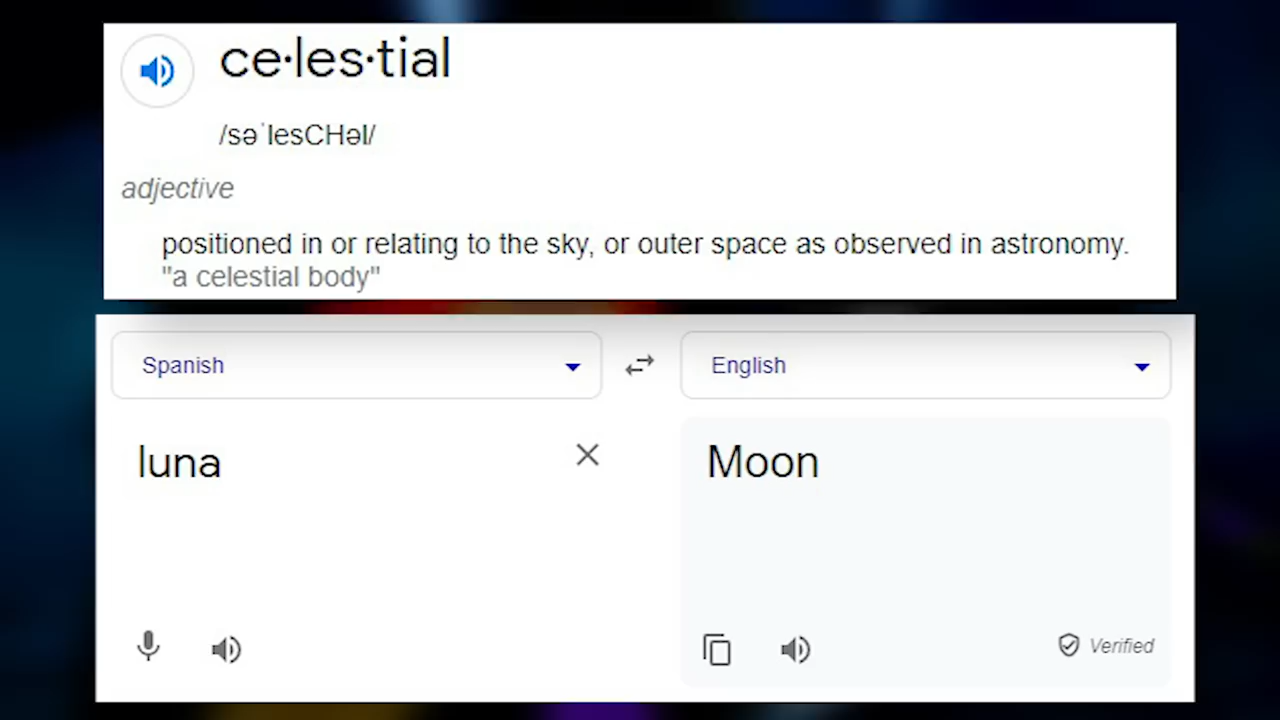 ce·les·tial
/səˈlesCHəl/
adjective
positioned in or relating to the sky, or outer space as observed in astronomy.
"a celestial body"
Spanish
English
luna
Moon
Verified